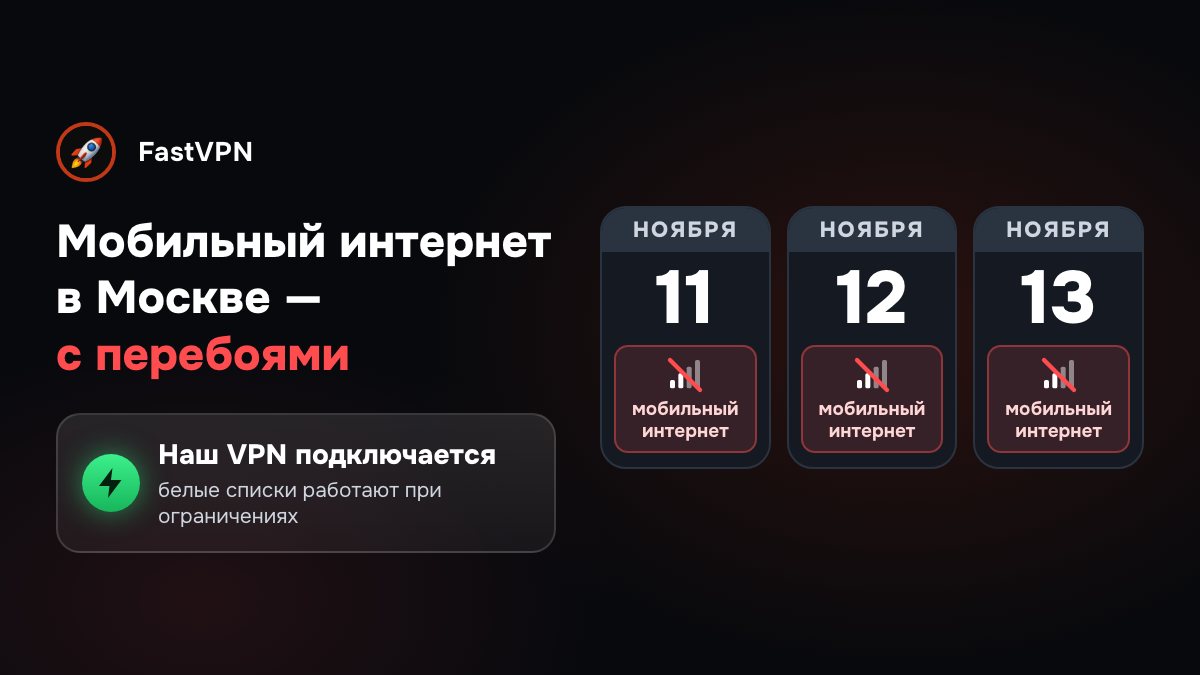 FastVPN
Мобильный интернет
в Москве —
с перебоями
Наш VPN подключается
белые списки работают при
ограничениях
НОЯБРЯ
11
мобильный
интернет
НОЯБРЯ
12
мобильный
интернет
НОЯБРЯ
13
мобильный
интернет